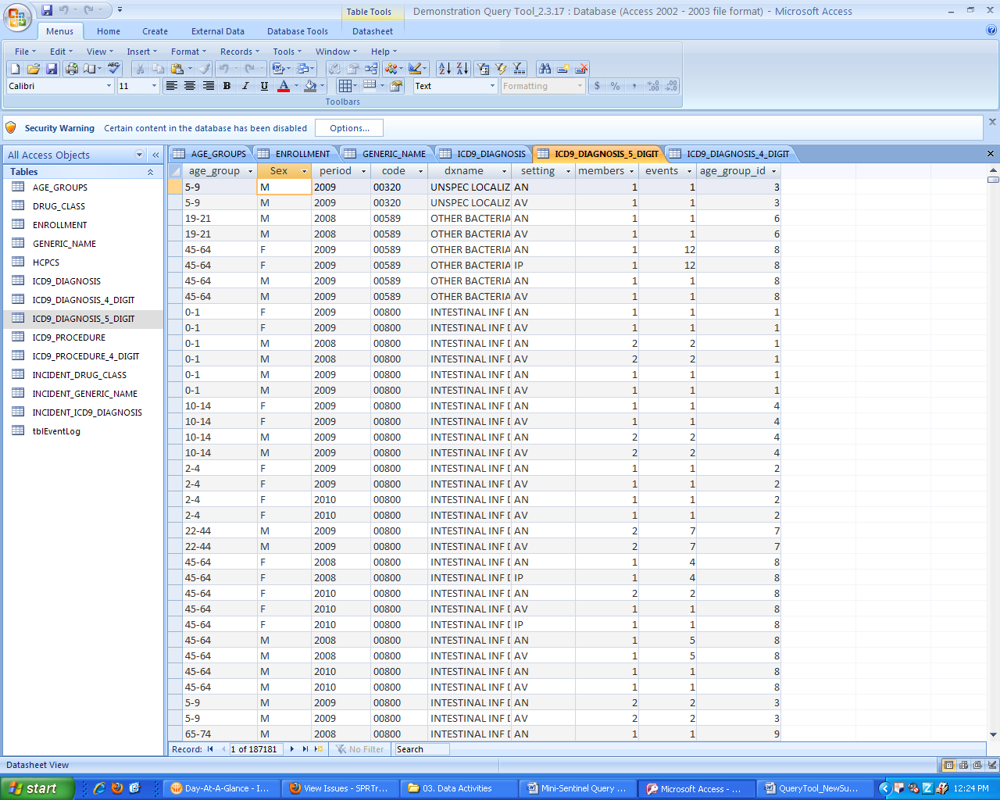 Table Tools
Demonstration Query Tool_2.3.17 : Database (Access 2002 - 2003 file format) - Microsoft Access
Menus Home Create External Data Database Tools Datasheet
File Edit View Insert Format Records Tools Window Help
Calibri 11 B I U A Text Formatting $ % ,
Toolbars
Security Warning Certain content in the database has been disabled Options...
All Access Objects «
AGE_GROUPS ENROLLMENT GENERIC_NAME ICD9_DIAGNOSIS ICD9_DIAGNOSIS_5_DIGIT ICD9_DIAGNOSIS_4_DIGIT
Tables
AGE_GROUPS
DRUG_CLASS
ENROLLMENT
GENERIC_NAME
HCPCS
ICD9_DIAGNOSIS
ICD9_DIAGNOSIS_4_DIGIT
ICD9_DIAGNOSIS_5_DIGIT
ICD9_PROCEDURE
ICD9_PROCEDURE_4_DIGIT
INCIDENT_DRUG_CLASS
INCIDENT_GENERIC_NAME
INCIDENT_ICD9_DIAGNOSIS
tblEventLog
age_group Sex period code dxname setting members events age_group_id
5-9 M 2009 00320 UNSPEC LOCALIZ AN 1 1 3
5-9 M 2009 00320 UNSPEC LOCALIZ AV 1 1 3
19-21 M 2008 00589 OTHER BACTERIA AN 1 1 6
19-21 M 2008 00589 OTHER BACTERIA AV 1 1 6
45-64 F 2009 00589 OTHER BACTERIA AN 1 12 8
45-64 F 2009 00589 OTHER BACTERIA IP 1 12 8
45-64 M 2009 00589 OTHER BACTERIA AN 1 1 8
45-64 M 2009 00589 OTHER BACTERIA AV 1 1 8
0-1 F 2009 00800 INTESTINAL INF D AN 1 1 1
0-1 F 2009 00800 INTESTINAL INF D AV 1 1 1
0-1 M 2008 00800 INTESTINAL INF D AN 2 2 1
0-1 M 2008 00800 INTESTINAL INF D AV 2 2 1
0-1 M 2009 00800 INTESTINAL INF D AN 1 1 1
0-1 M 2009 00800 INTESTINAL INF D AV 1 1 1
10-14 F 2009 00800 INTESTINAL INF D AN 1 1 4
10-14 F 2009 00800 INTESTINAL INF D AV 1 1 4
10-14 M 2009 00800 INTESTINAL INF D AN 2 2 4
10-14 M 2009 00800 INTESTINAL INF D AV 2 2 4
2-4 F 2009 00800 INTESTINAL INF D AN 1 1 2
2-4 F 2009 00800 INTESTINAL INF D AV 1 1 2
2-4 F 2010 00800 INTESTINAL INF D AN 1 1 2
2-4 F 2010 00800 INTESTINAL INF D AV 1 1 2
22-44 M 2009 00800 INTESTINAL INF D AN 2 7 7
22-44 M 2009 00800 INTESTINAL INF D AV 2 7 7
45-64 F 2008 00800 INTESTINAL INF D AN 1 4 8
45-64 F 2008 00800 INTESTINAL INF D IP 1 4 8
45-64 F 2010 00800 INTESTINAL INF D AN 2 2 8
45-64 F 2010 00800 INTESTINAL INF D AV 1 1 8
45-64 F 2010 00800 INTESTINAL INF D IP 1 1 8
45-64 M 2008 00800 INTESTINAL INF D AN 1 5 8
45-64 M 2008 00800 INTESTINAL INF D AV 1 5 8
45-64 M 2010 00800 INTESTINAL INF D AN 1 1 8
45-64 M 2010 00800 INTESTINAL INF D AV 1 1 8
5-9 M 2009 00800 INTESTINAL INF D AN 2 2 3
5-9 M 2009 00800 INTESTINAL INF D AV 2 2 3
65-74 M 2008 00800 INTESTINAL INF D AN 1 1 9
Record: 1 of 187181 No Filter Search
Datasheet View
start Day-At-A-Glance - I... View Issues - SPRTr... 03. Data Activities Mini-Sentinel Query ... Microsoft Access - ... QueryTool_NewSu... 12:24 PM